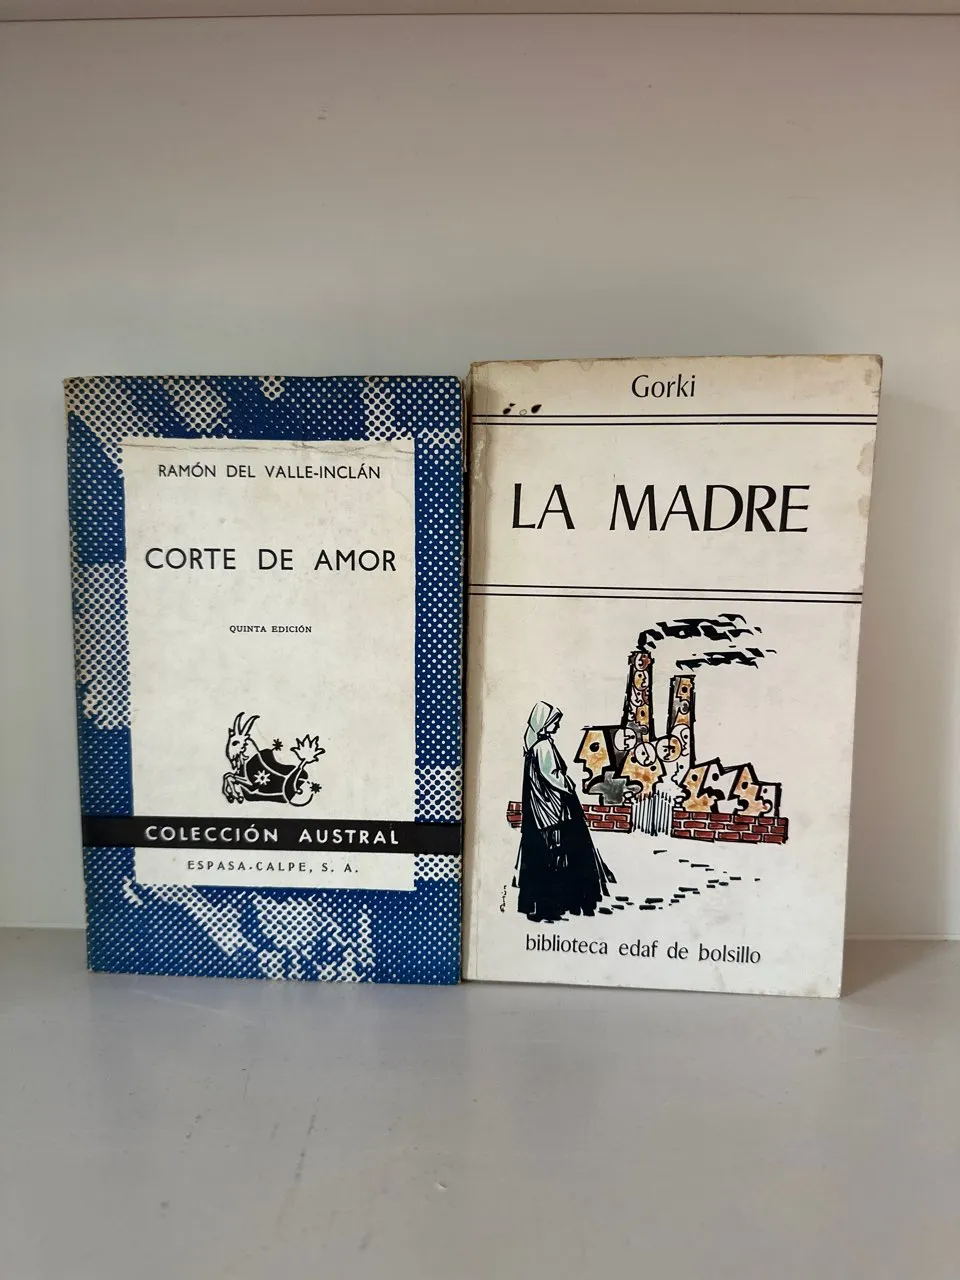 RAMÓN DEL VALLE-INCLÁN
CORTE DE AMOR
QUINTA EDICIÓN
COLECCIÓN AUSTRAL
ESPASA-CALPE, S. A.
Gorki
LA MADRE
biblioteca edaf de bolsillo